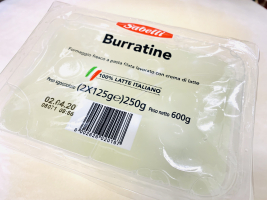 Sabelli
Burratine
Formaggio fresco a pasta filata lavorato con crema di latte
100% LATTE ITALIANO
Peso sgocciolato (2X125g℮)250g Peso netto 600g
02.04.20